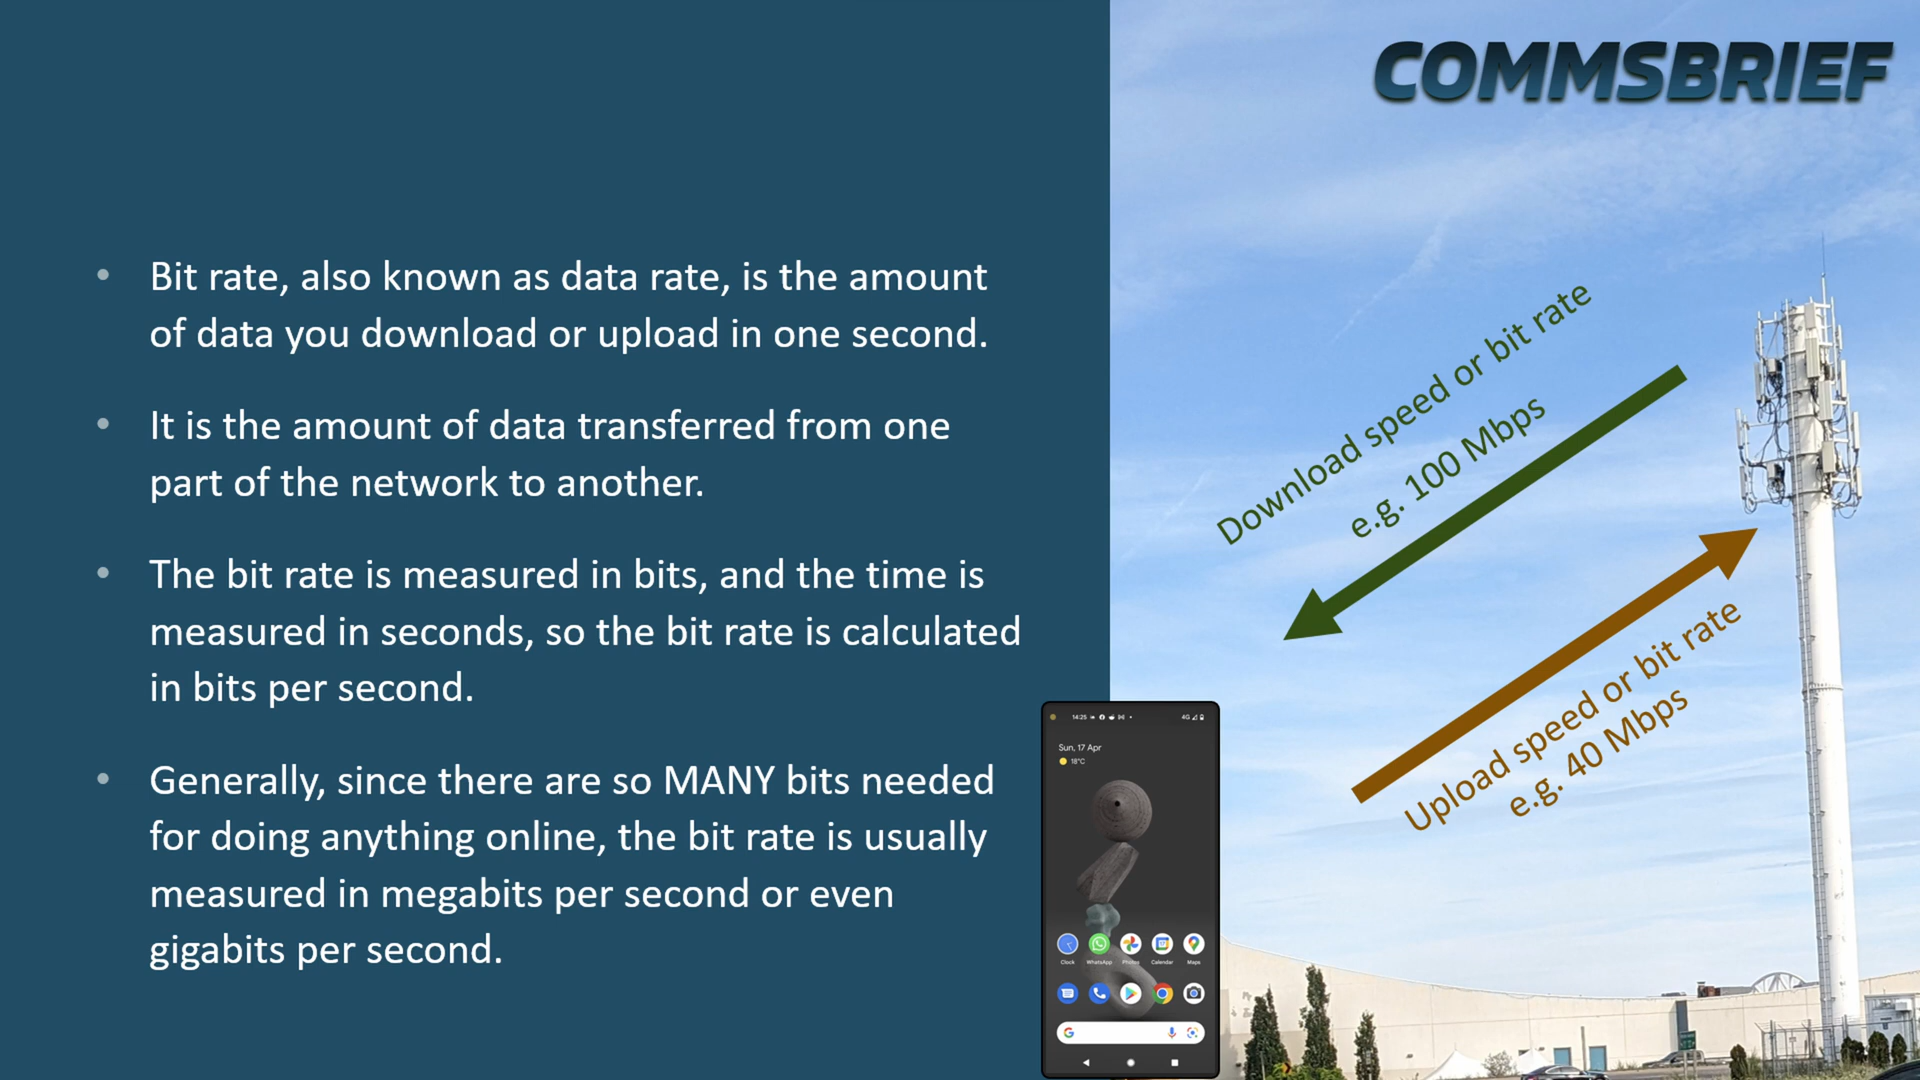 COMMSBRIEF
Bit rate, also known as data rate, is the amount
of data you download or upload in one second.
It is the amount of data transferred from one
part of the network to another.
The bit rate is measured in bits, and the time is
measured in seconds, so the bit rate is calculated
in bits per second.
Generally, since there are so MANY bits needed
for doing anything online, the bit rate is usually
measured in megabits per second or even
gigabits per second.
Download speed or bit rate
e.g. 100 Mbps
Upload speed or bit rate
e.g. 40 Mbps
14:25
4G
Sun, 17 Apr
18°C
Clock WhatsApp Photos Calendar Maps